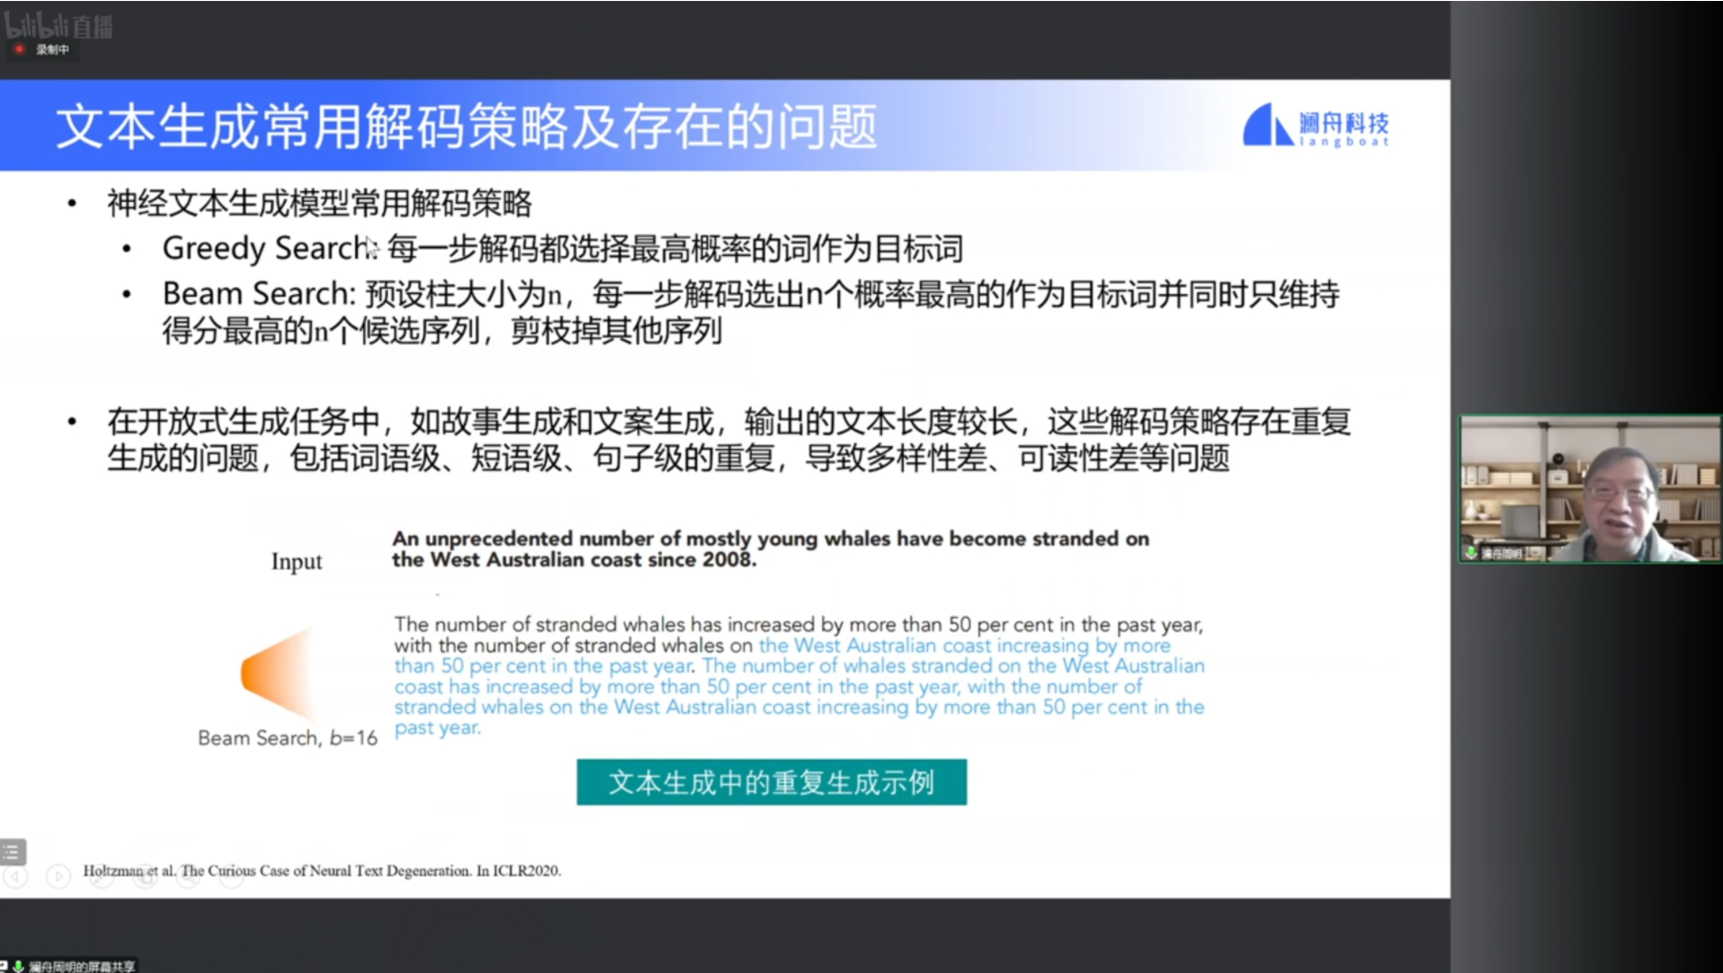 bilibili直播
录制中
文本生成常用解码策略及存在的问题
澜舟科技
langboat
• 神经文本生成模型常用解码策略
• Greedy Search: 每一步解码都选择最高概率的词作为目标词
• Beam Search: 预设柱大小为n，每一步解码选出n个概率最高的作为目标词并同时只维持
得分最高的n个候选序列，剪枝掉其他序列
• 在开放式生成任务中，如故事生成和文案生成，输出的文本长度较长，这些解码策略存在重复
生成的问题，包括词语级、短语级、句子级的重复，导致多样性差、可读性差等问题
Input
An unprecedented number of mostly young whales have become stranded on
the West Australian coast since 2008.
The number of stranded whales has increased by more than 50 per cent in the past year,
with the number of stranded whales on the West Australian coast increasing by more
than 50 per cent in the past year. The number of whales stranded on the West Australian
coast has increased by more than 50 per cent in the past year, with the number of
stranded whales on the West Australian coast increasing by more than 50 per cent in the
past year.
Beam Search, b=16
文本生成中的重复生成示例
Holtzman et al. The Curious Case of Neural Text Degeneration. In ICLR2020.
澜舟周明
澜舟周明的屏幕共享